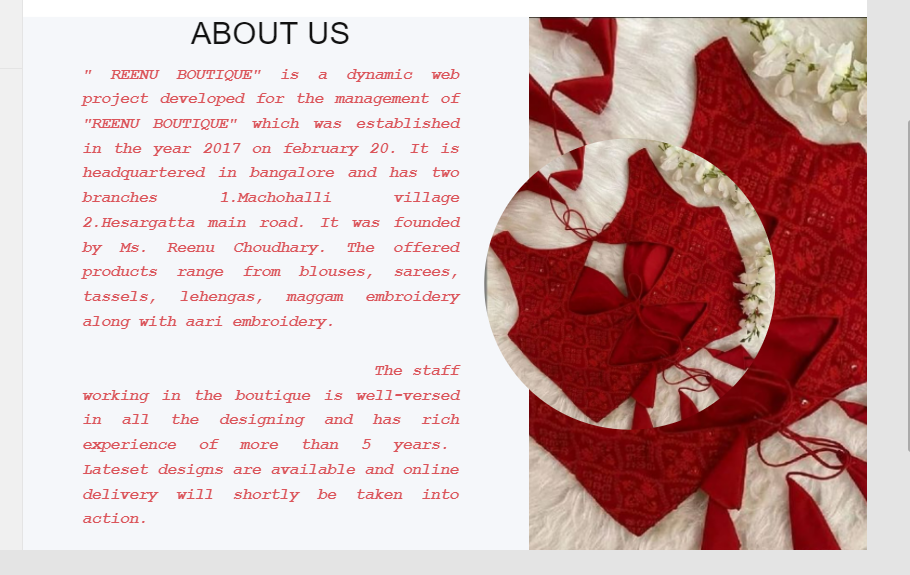 ABOUT US
" REENU BOUTIQUE" is a dynamic web
project developed for the management of
"REENU BOUTIQUE" which was established
in the year 2017 on february 20. It is
headquartered in bangalore and has two
branches 1.Machohalli village
2.Hesargatta main road. It was founded
by Ms. Reenu Choudhary. The offered
products range from blouses, sarees,
tassels, lehengas, maggam embroidery
along with aari embroidery.
The staff
working in the boutique is well-versed
in all the designing and has rich
experience of more than 5 years.
Lateset designs are available and online
delivery will shortly be taken into
action.